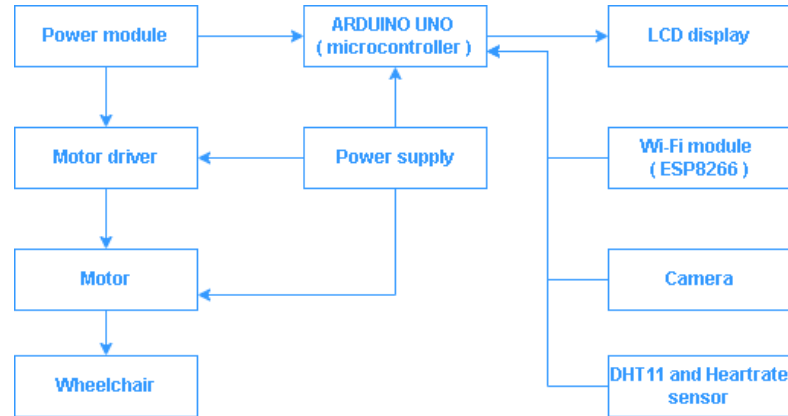 Power module
ARDUINO UNO
( microcontroller )
LCD display
Motor driver
Power supply
Wi-Fi module
( ESP8266 )
Motor
Camera
Wheelchair
DHT11 and Heartrate
sensor